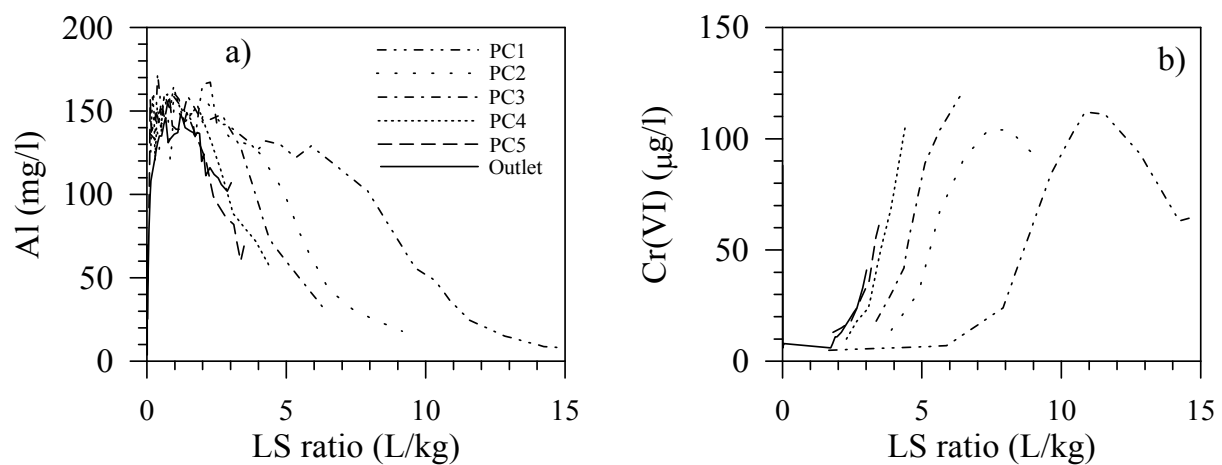 200
150
100
50
0
Al (mg/l)
0 5 10 15
LS ratio (L/kg)
a)
PC1
PC2
PC3
PC4
PC5
Outlet
150
100
50
0
Cr(VI) (µg/l)
0 5 10 15
LS ratio (L/kg)
b)